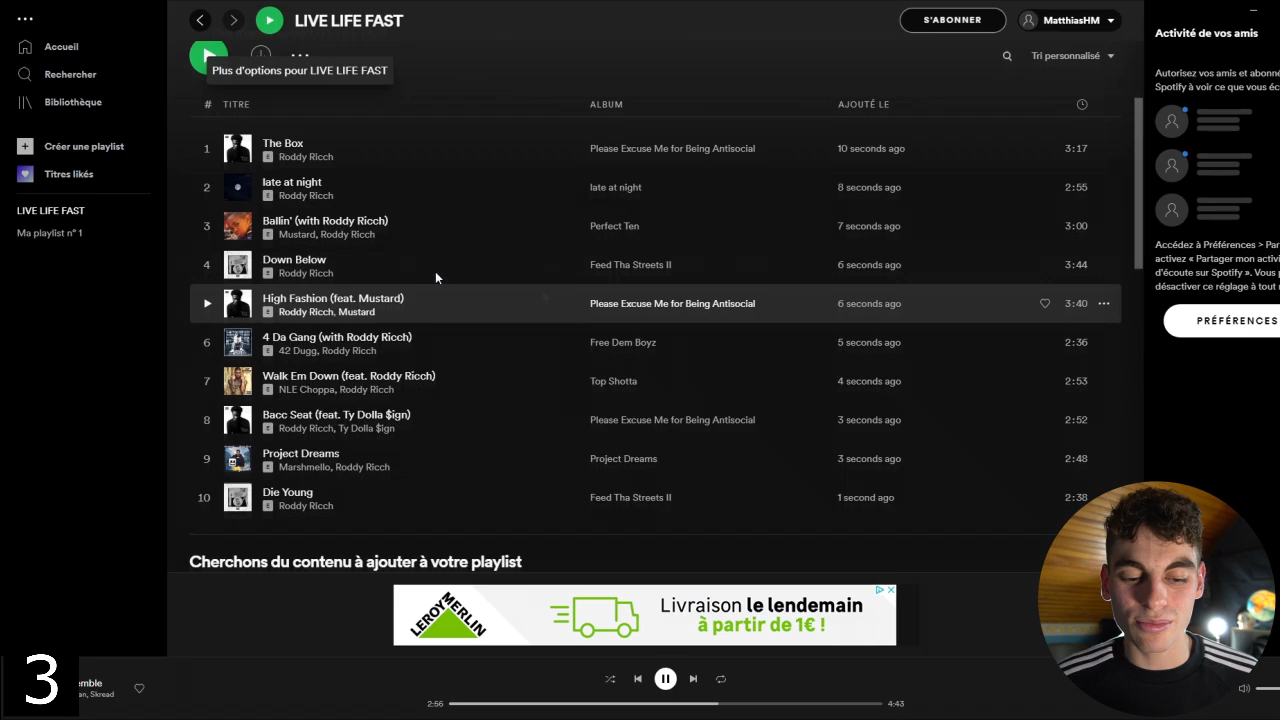 LIVE LIFE FAST
S'ABONNER
MatthiasHM
Activité de vos amis
Accueil
Rechercher
Bibliothèque
Créer une playlist
Titres likés
LIVE LIFE FAST
Ma playlist n° 1
Plus d'options pour LIVE LIFE FAST
Tri personnalisé
# TITRE ALBUM AJOUTÉ LE
1 The Box Please Excuse Me for Being Antisocial 10 seconds ago 3:17
E Roddy Ricch
2 late at night late at night 8 seconds ago 2:55
E Roddy Ricch
3 Ballin' (with Roddy Ricch) Perfect Ten 7 seconds ago 3:00
E Mustard, Roddy Ricch
4 Down Below Feed Tha Streets II 6 seconds ago 3:44
E Roddy Ricch
High Fashion (feat. Mustard) Please Excuse Me for Being Antisocial 6 seconds ago 3:40
E Roddy Ricch, Mustard
6 4 Da Gang (with Roddy Ricch) Free Dem Boyz 5 seconds ago 2:36
E 42 Dugg, Roddy Ricch
7 Walk Em Down (feat. Roddy Ricch) Top Shotta 4 seconds ago 2:53
E NLE Choppa, Roddy Ricch
8 Bacc Seat (feat. Ty Dolla $ign) Please Excuse Me for Being Antisocial 3 seconds ago 2:52
E Roddy Ricch, Ty Dolla $ign
9 Project Dreams Project Dreams 3 seconds ago 2:48
E Marshmello, Roddy Ricch
10 Die Young Feed Tha Streets II 1 second ago 2:38
E Roddy Ricch
Cherchons du contenu à ajouter à votre playlist
Autorisez vos amis et abonné
Spotify à voir ce que vous éc
Accédez à Préférences > Par
activez « Partager mon activi
d'écoute sur Spotify ». Vous p
désactiver ce réglage à tout
PRÉFÉRENCES
LEROY MERLIN
Livraison le lendemain
à partir de 1€ !
3
emble
an, Skread
2:56
4:43